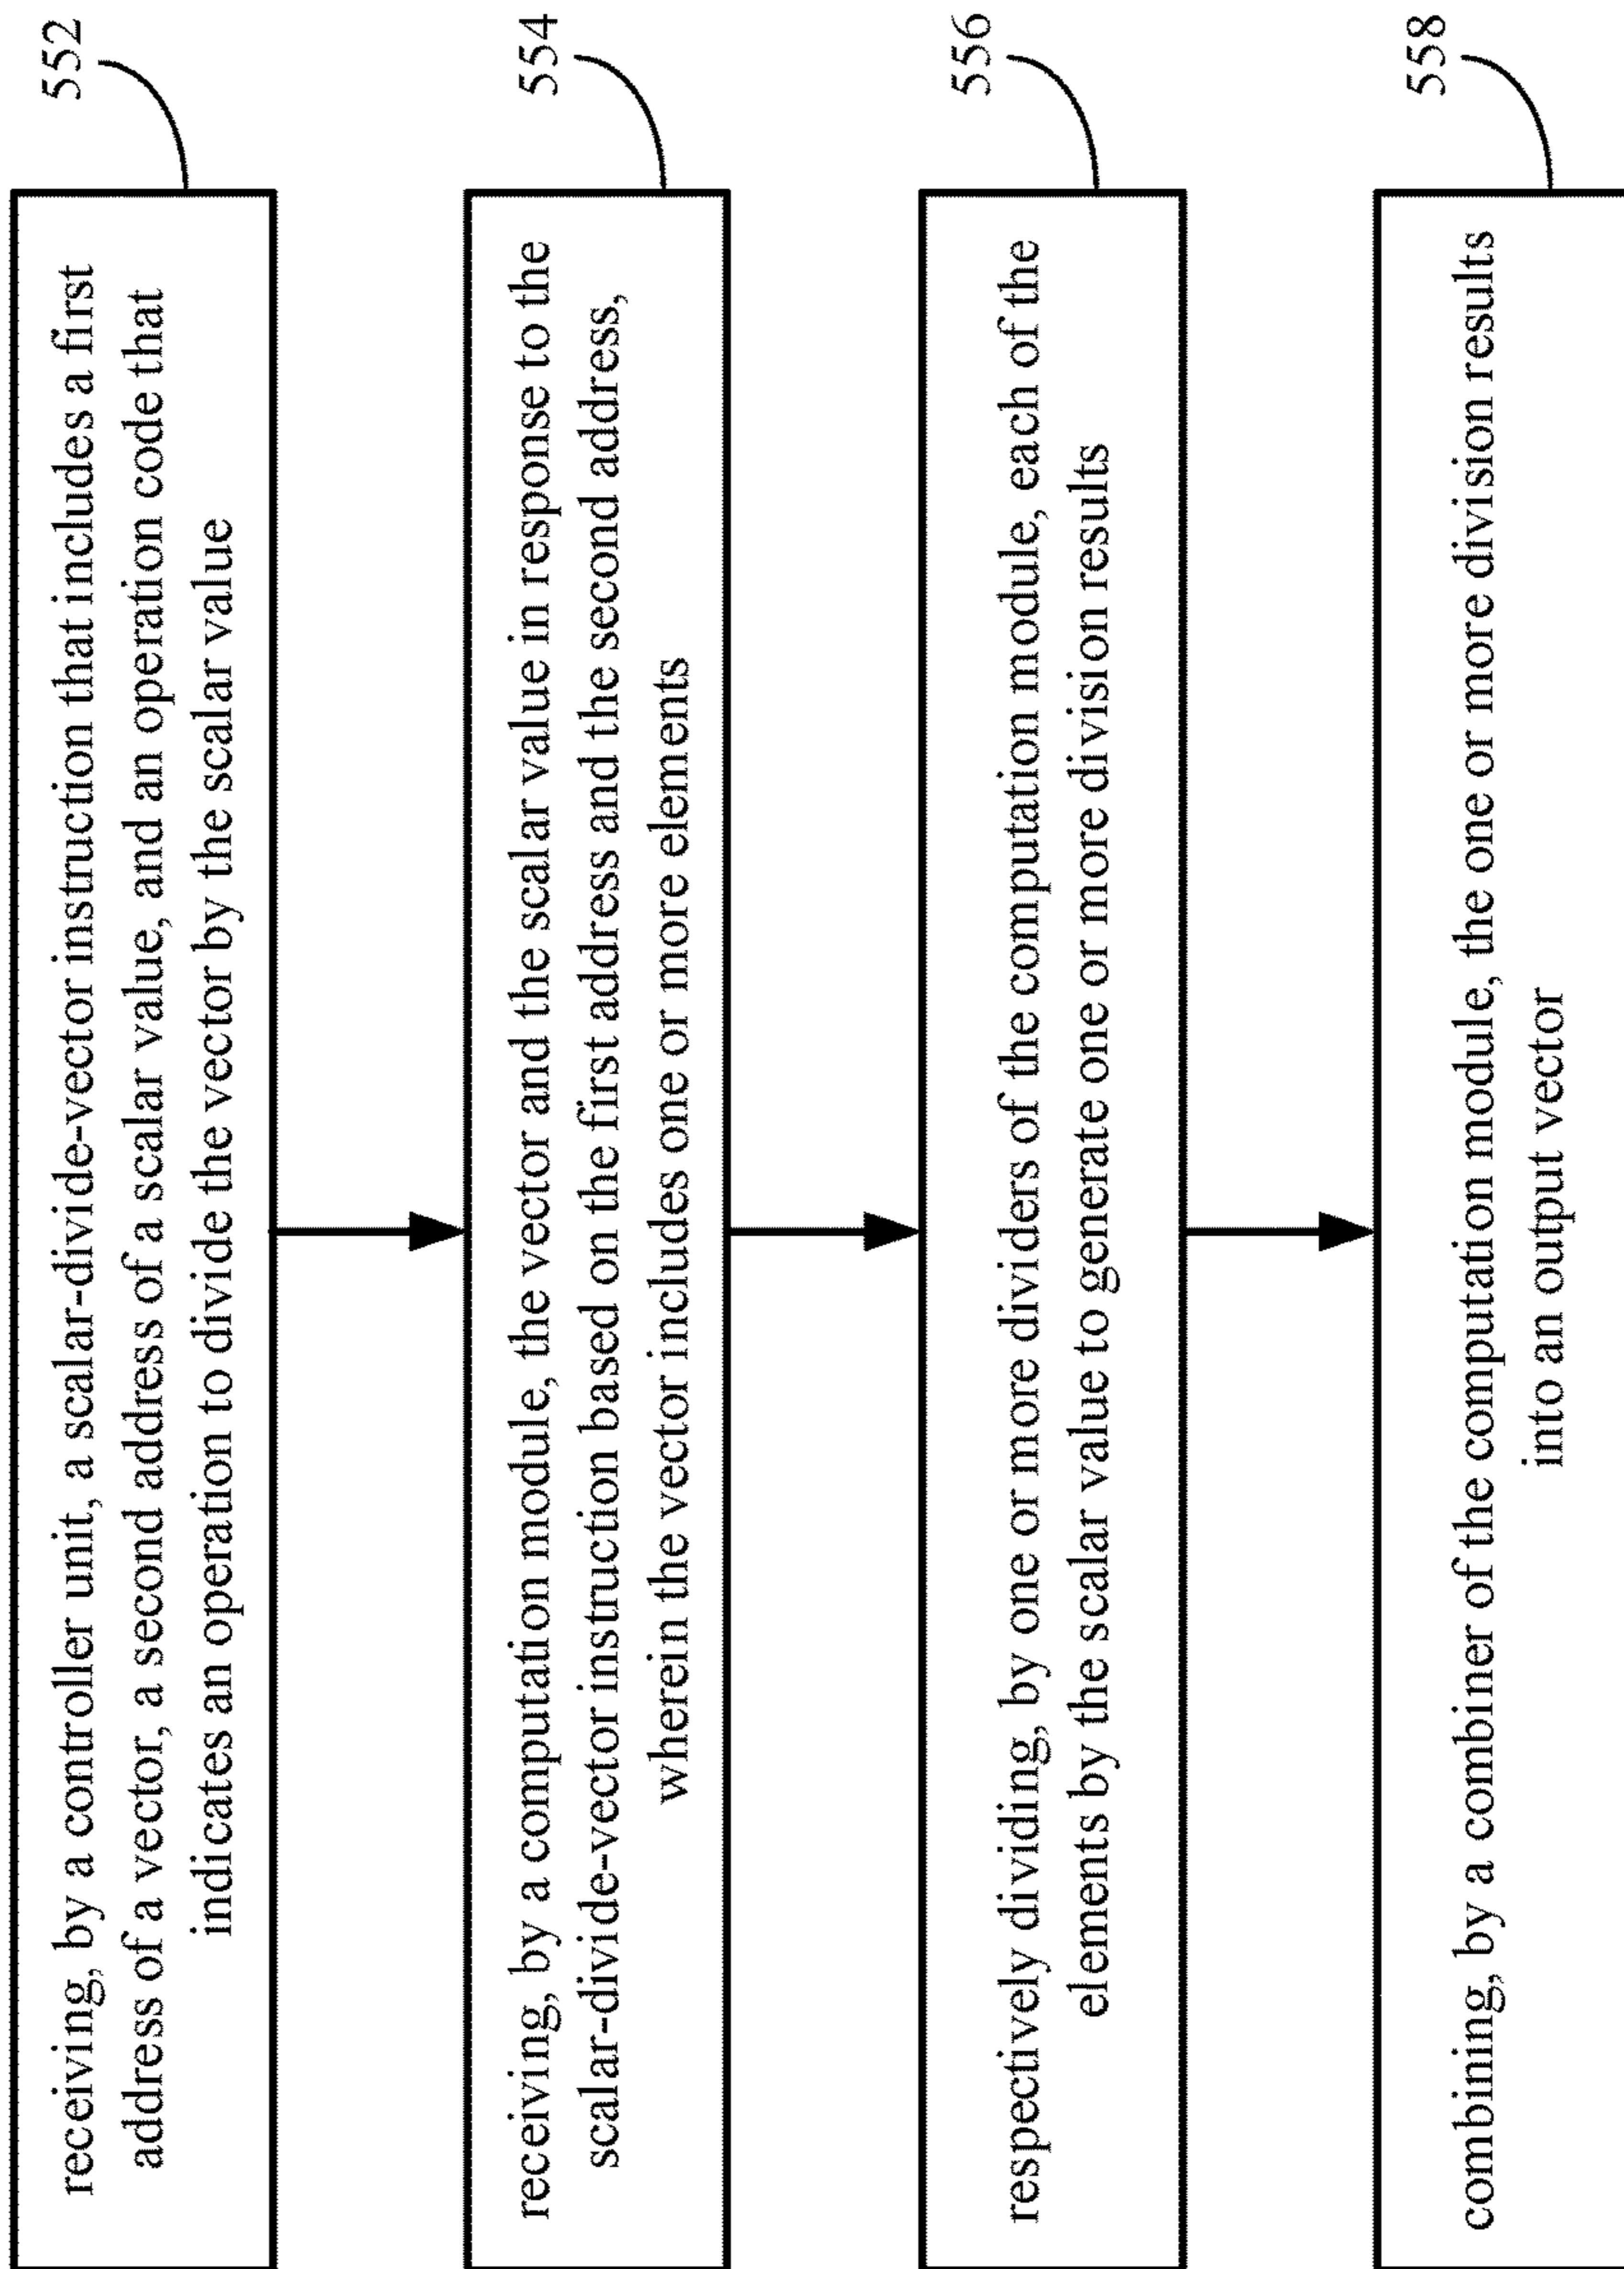 receiving, by a controller unit, a scalar-divide-vector instruction that includes a first
address of a vector, a second address of a scalar value, and an operation code that
indicates an operation to divide the vector by the scalar value
552
receiving, by a computation module, the vector and the scalar value in response to the
scalar-divide-vector instruction based on the first address and the second address,
wherein the vector includes one or more elements
554
respectively dividing, by one or more dividers of the computation module, each of the
elements by the scalar value to generate one or more division results
556
combining, by a combiner of the computation module, the one or more division results
into an output vector
558